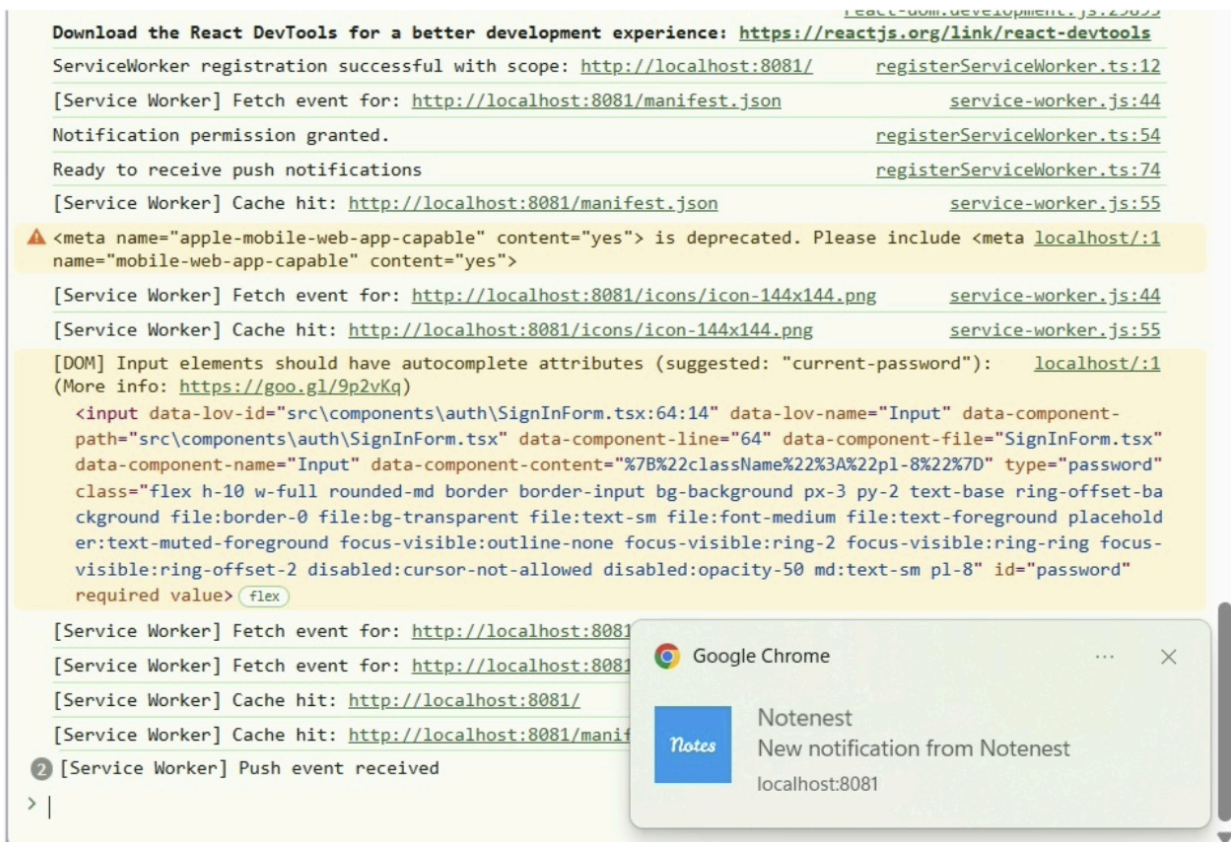 react-dom.development.js:29895
Download the React DevTools for a better development experience: https://reactjs.org/link/react-devtools
ServiceWorker registration successful with scope: http://localhost:8081/ registerServiceWorker.ts:12
[Service Worker] Fetch event for: http://localhost:8081/manifest.json service-worker.js:44
Notification permission granted. registerServiceWorker.ts:54
Ready to receive push notifications registerServiceWorker.ts:74
[Service Worker] Cache hit: http://localhost:8081/manifest.json service-worker.js:55
<meta name="apple-mobile-web-app-capable" content="yes"> is deprecated. Please include <meta localhost/:1
name="mobile-web-app-capable" content="yes">
[Service Worker] Fetch event for: http://localhost:8081/icons/icon-144x144.png service-worker.js:44
[Service Worker] Cache hit: http://localhost:8081/icons/icon-144x144.png service-worker.js:55
[DOM] Input elements should have autocomplete attributes (suggested: "current-password"): localhost/:1
(More info: https://goo.gl/9p2vKq)
<input data-lov-id="src\components\auth\SignInForm.tsx:64:14" data-lov-name="Input" data-component-
path="src\components\auth\SignInForm.tsx" data-component-line="64" data-component-file="SignInForm.tsx"
data-component-name="Input" data-component-content="%7B%22className%22%3A%22pl-8%22%7D" type="password"
class="flex h-10 w-full rounded-md border border-input bg-background px-3 py-2 text-base ring-offset-ba
ckground file:border-0 file:bg-transparent file:text-sm file:font-medium file:text-foreground placehold
er:text-muted-foreground focus-visible:outline-none focus-visible:ring-2 focus-visible:ring-ring focus-
visible:ring-offset-2 disabled:cursor-not-allowed disabled:opacity-50 md:text-sm pl-8" id="password"
required value> flex
[Service Worker] Fetch event for: http://localhost:8081
[Service Worker] Fetch event for: http://localhost:8081
[Service Worker] Cache hit: http://localhost:8081/
[Service Worker] Cache hit: http://localhost:8081/manif
2 [Service Worker] Push event received
>
Google Chrome
Notes
Notenest
New notification from Notenest
localhost:8081